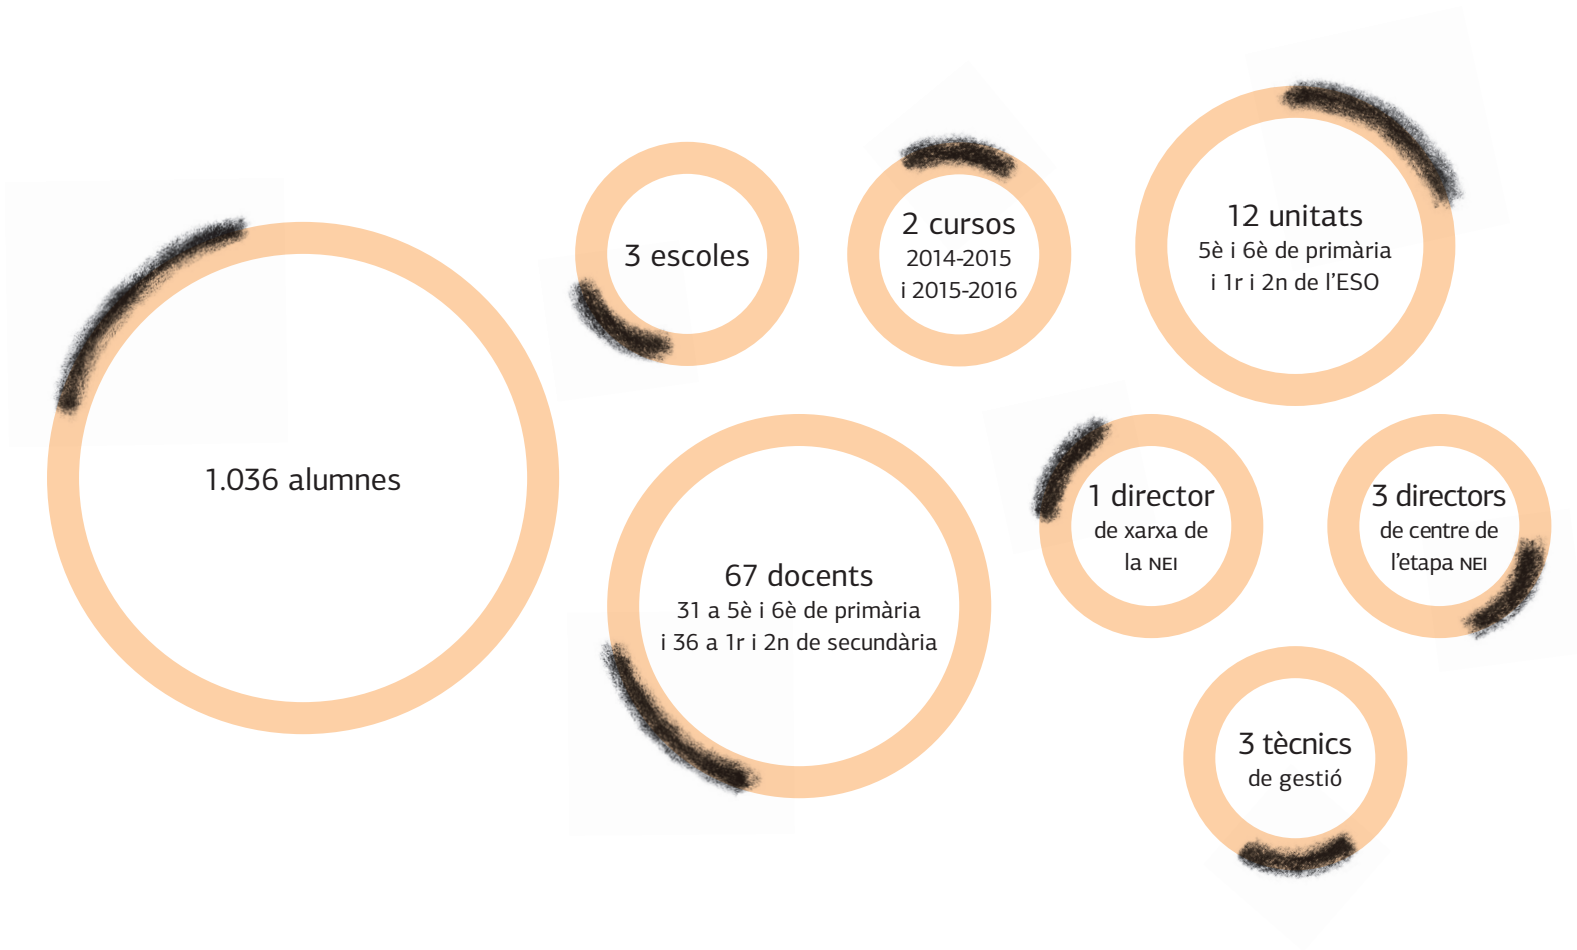 1.036 alumnes
3 escoles
2 cursos
2014-2015
i 2015-2016
12 unitats
5è i 6è de primària
i 1r i 2n de l’ESO
67 docents
31 a 5è i 6è de primària
i 36 a 1r i 2n de secundària
1 director
de xarxa de
la NEI
3 directors
de centre de
l’etapa NEI
3 tècnics
de gestió